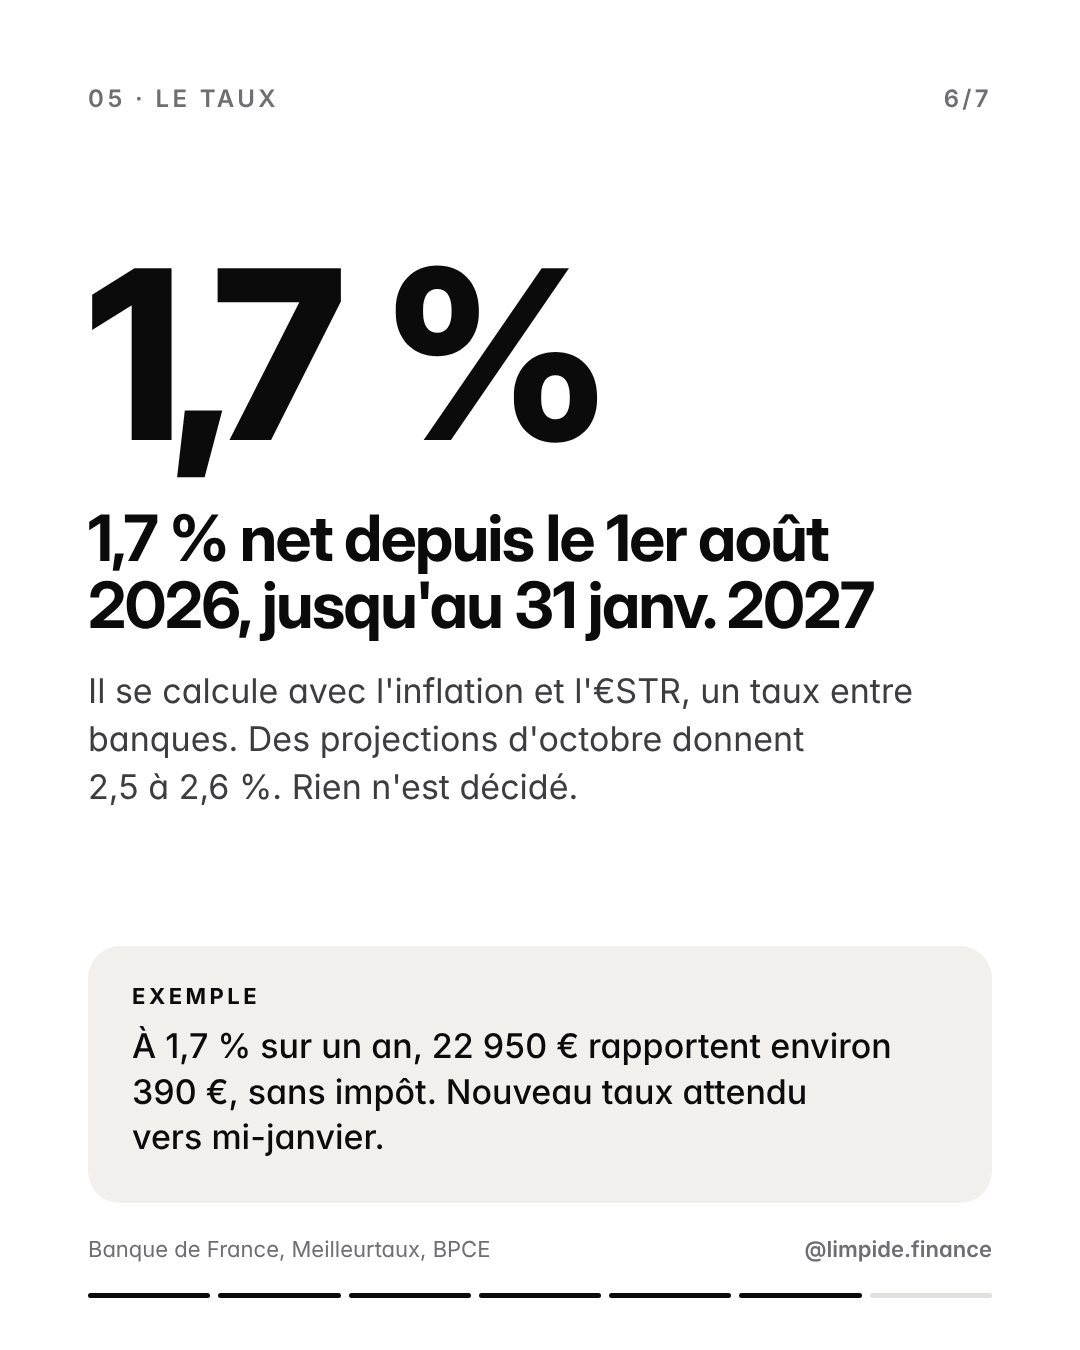 05 · LE TAUX
6/7
1,7 %
1,7 % net depuis le 1er août
2026, jusqu'au 31 janv. 2027
Il se calcule avec l'inflation et l'€STR, un taux entre
banques. Des projections d'octobre donnent
2,5 à 2,6 %. Rien n'est décidé.
EXEMPLE
À 1,7 % sur un an, 22 950 € rapportent environ
390 €, sans impôt. Nouveau taux attendu
vers mi-janvier.
Banque de France, Meilleurtaux, BPCE
@limpide.finance